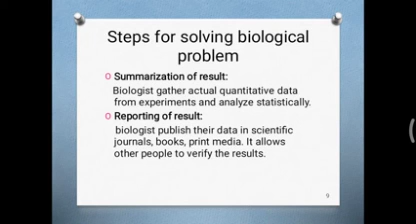 Steps for solving biological
problem
O Summarization of result:
Biologist gather actual quantitative data
from experiments and analyze statistically.
O Reporting of result:
biologist publish their data in scientific
journals, books, print media. It allows
other people to verify the results.
9